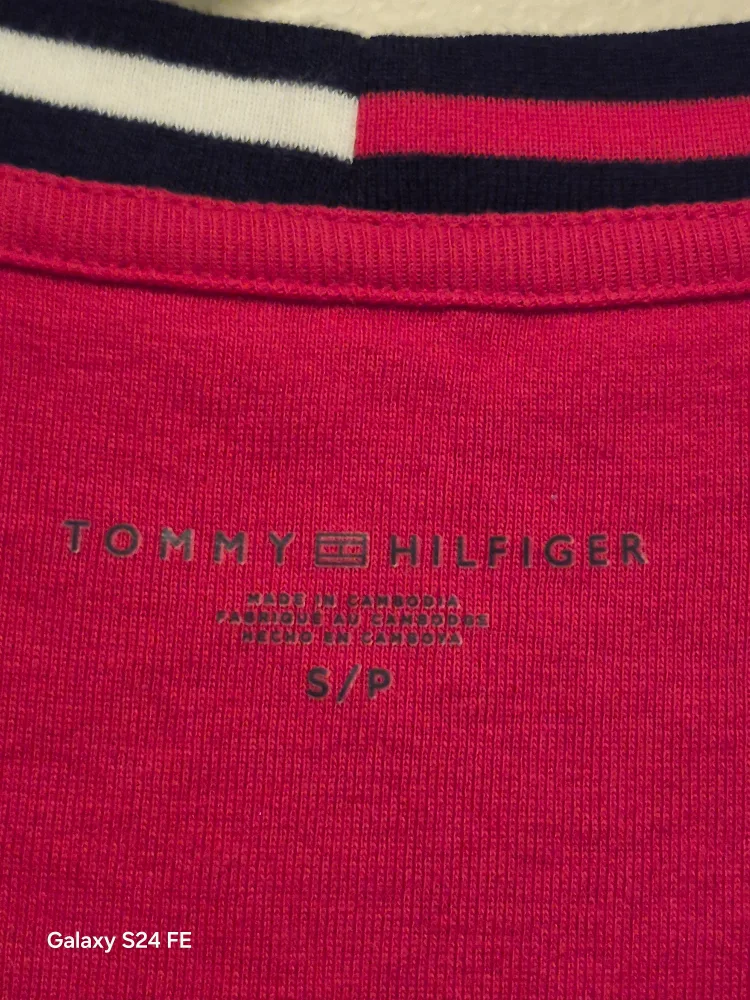 TOMMY HILFIGER
MADE IN CAMBODIA
FABRIQUÉ AU CAMBODGE
HECHO EN CAMBOYA
S/P
Galaxy S24 FE